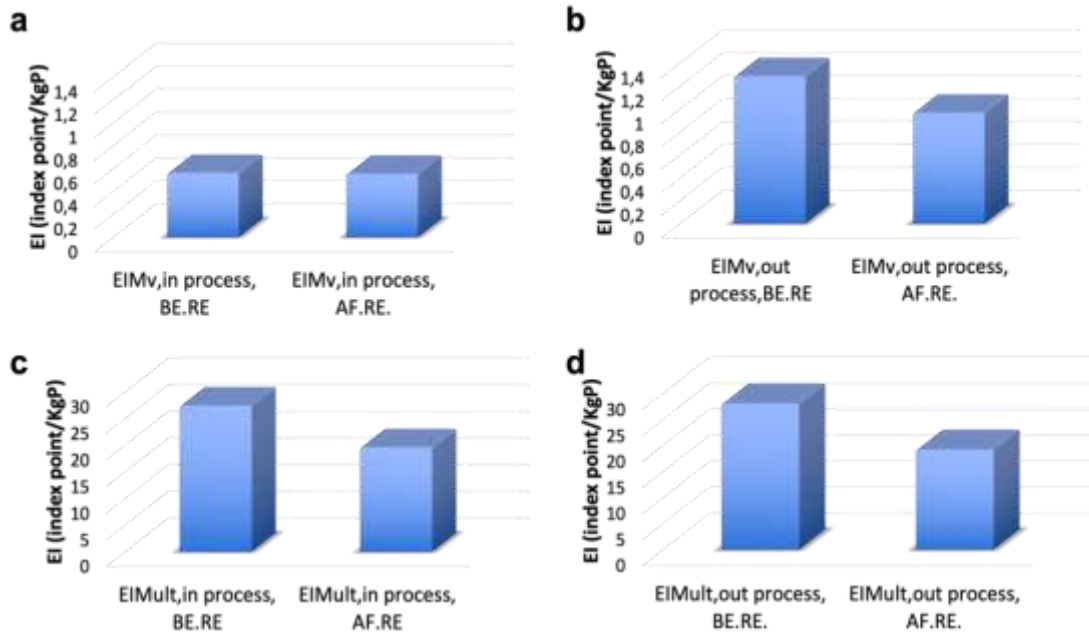 a
EI (index point/KgP)
1,4
1,2
1
0,8
0,6
0,4
0,2
0
EIMv,in process,
BE.RE
EIMv,in process,
AF.RE.
b
EI (index point/KgP)
1,4
1,2
1
0,8
0,6
0,4
0,2
0
EIMv,out
process,BE.RE
EIMv,out process,
AF.RE.
c
EI (index point/KgP)
30
25
20
15
10
5
0
EIMult,in process,
BE.RE
EIMult,in process,
AF.RE
d
EI (index point/KgP)
30
25
20
15
10
5
0
EIMult,out process,
BE.RE.
EIMult,out process,
AF.RE.